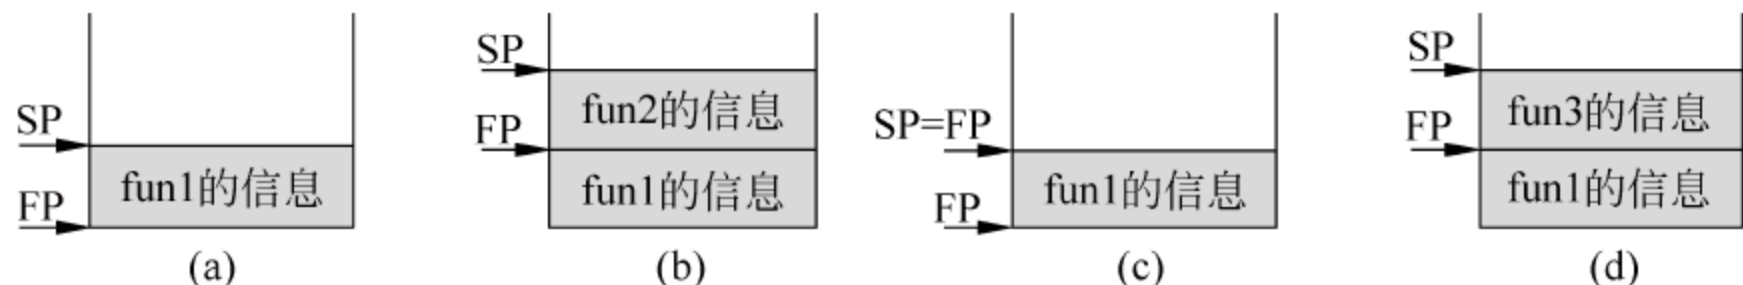 SP
FP
fun1的信息
(a)
SP
FP
fun2的信息
fun1的信息
(b)
SP=FP
FP
fun1的信息
(c)
SP
FP
fun3的信息
fun1的信息
(d)